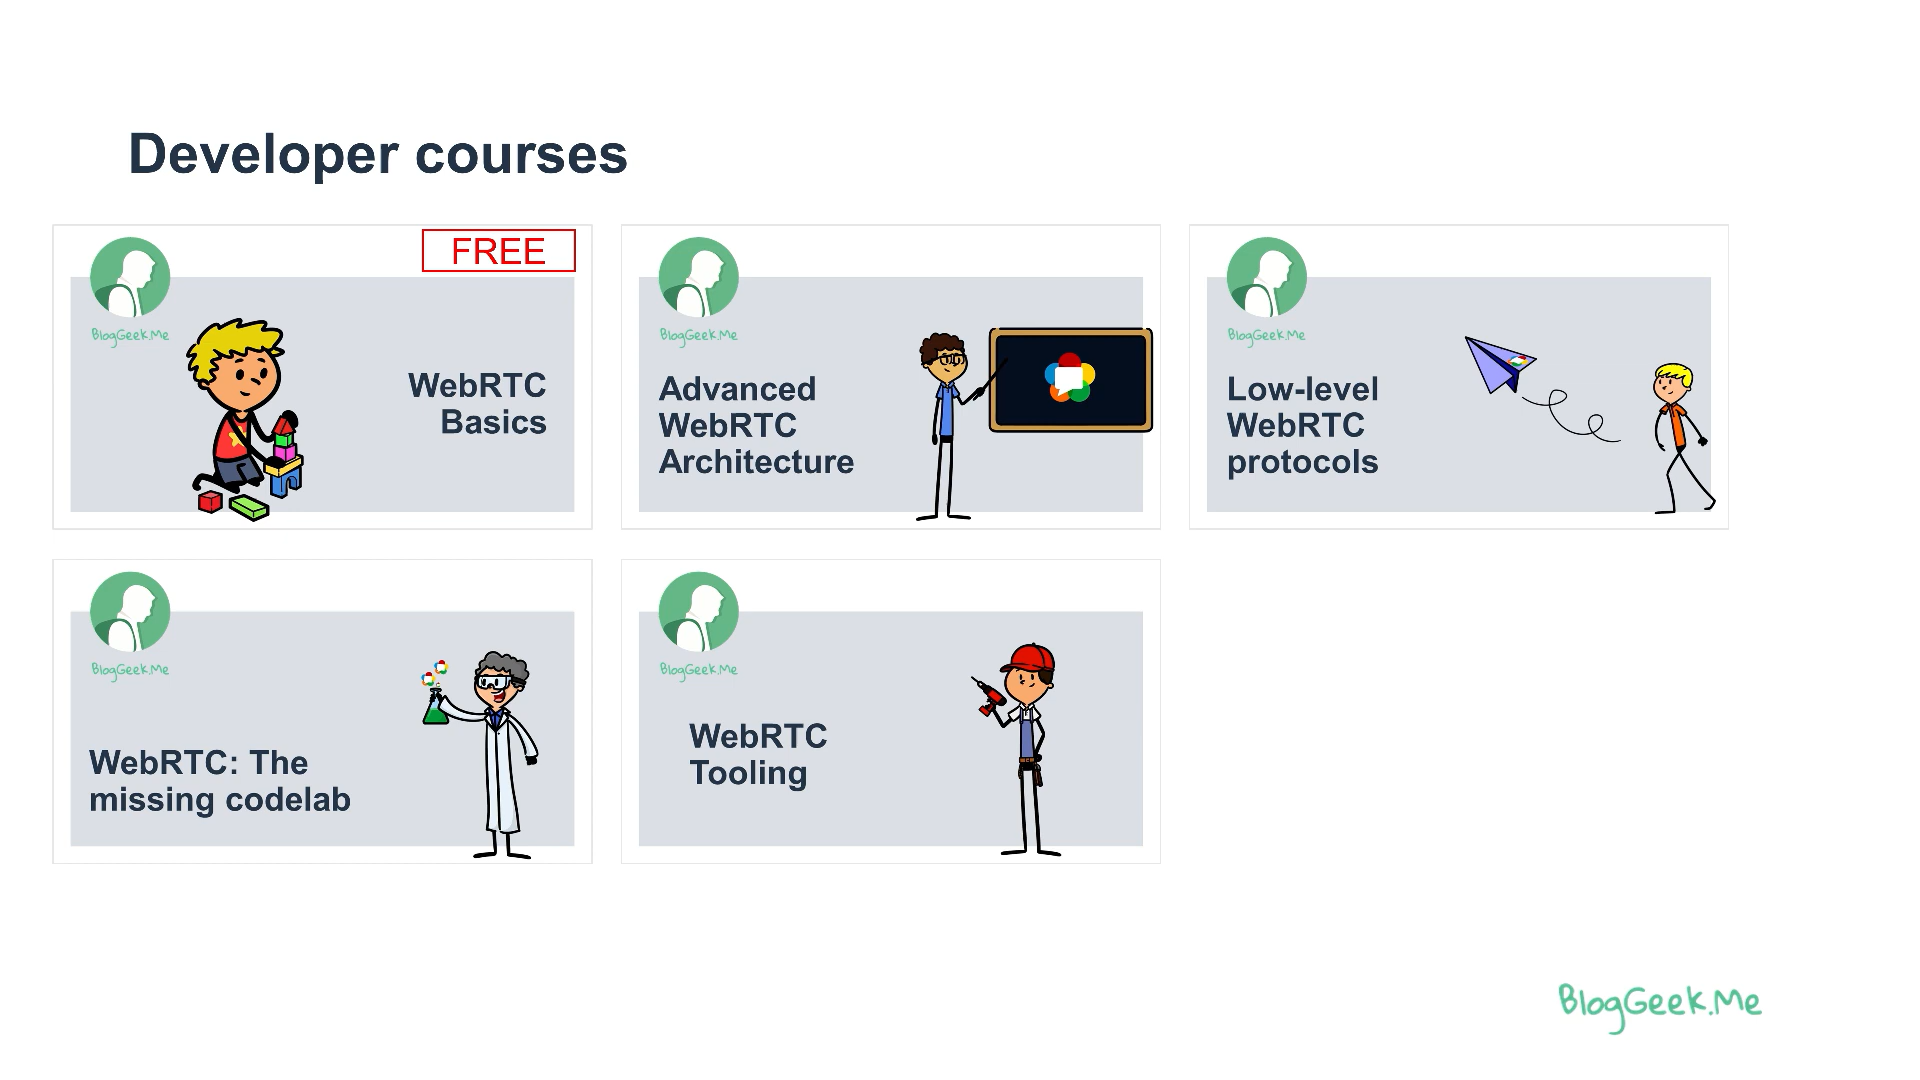 Developer courses
FREE
BlogGeek.Me
WebRTC
Basics
BlogGeek.Me
Advanced
WebRTC
Architecture
BlogGeek.Me
Low-level
WebRTC
protocols
BlogGeek.Me
WebRTC: The
missing codelab
BlogGeek.Me
WebRTC
Tooling
BlogGeek.Me